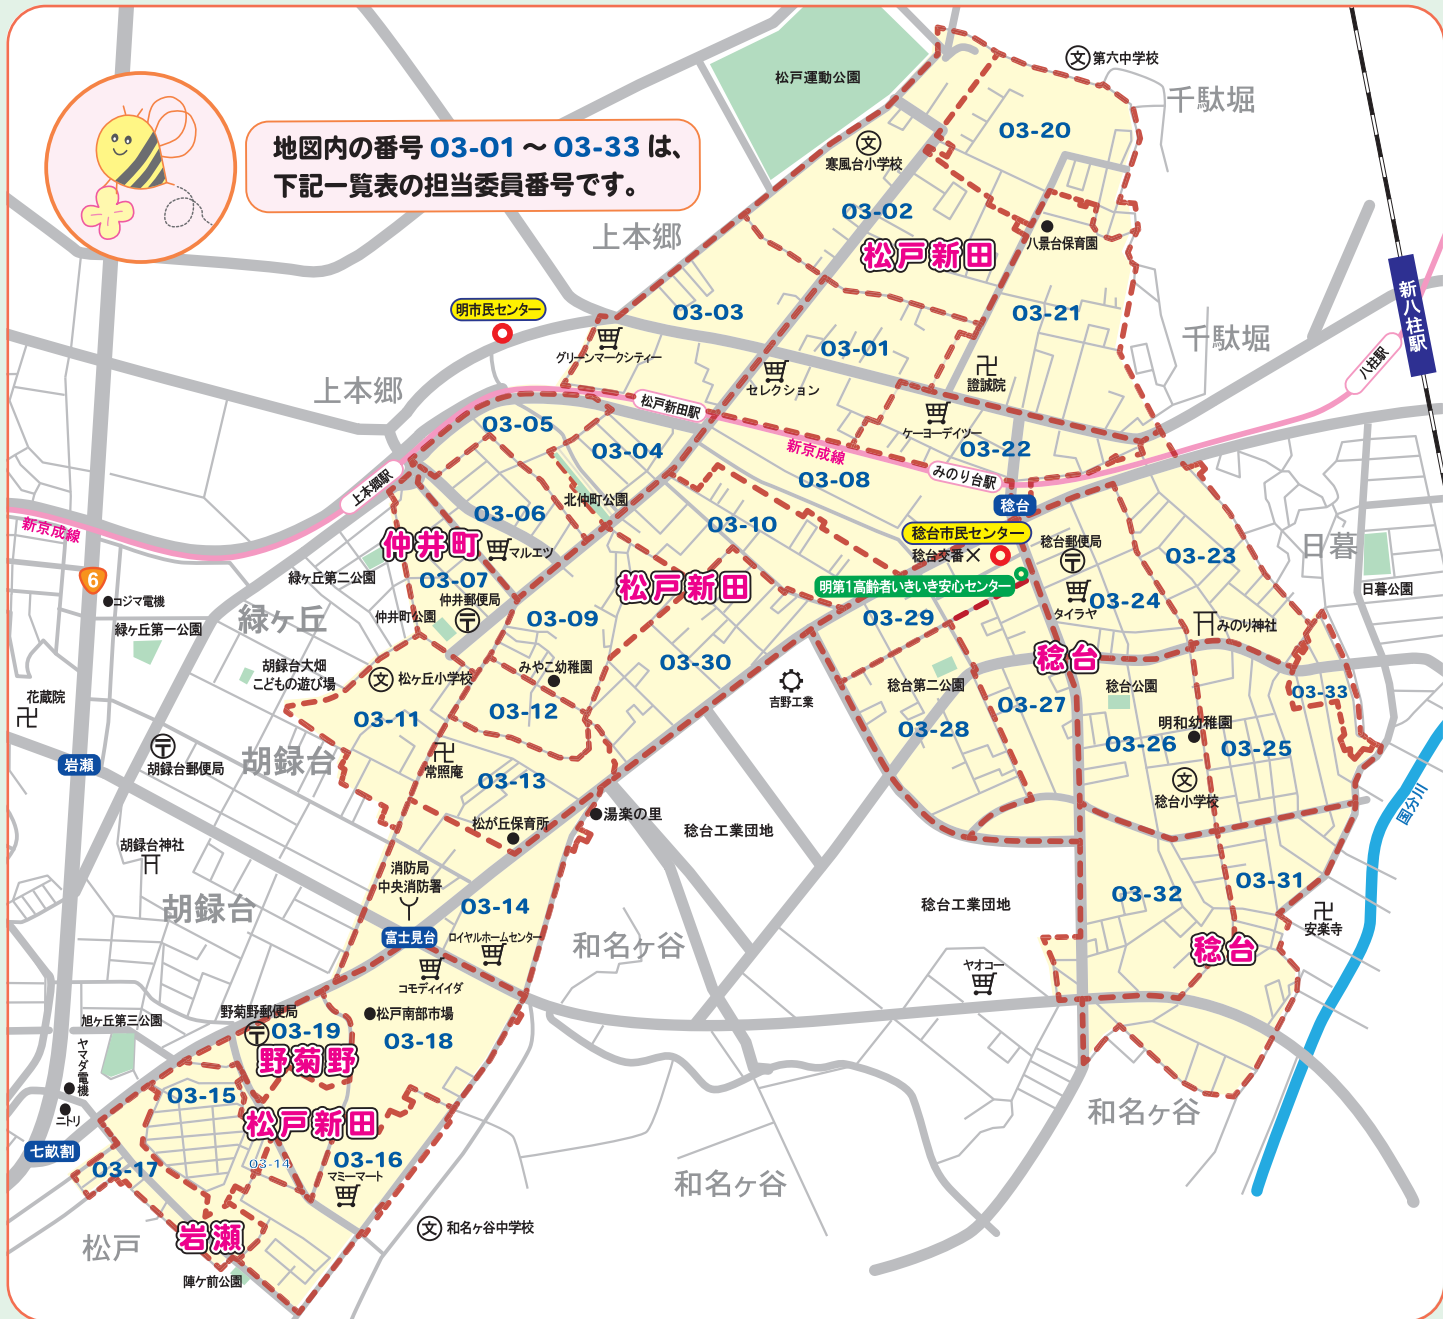 地図内の番号 03-01 ～ 03-33 は、
下記一覧表の担当委員番号です。
松戸運動公園
第六中学校
千駄堀
03-20
寒風台小学校
03-02
松戸新田
八景台保育園
上本郷
新八柱駅
明市民センター
03-03
03-21
千駄堀
グリーンマークシティー
03-01
八柱駅
上本郷
セレクション
證誠院
松戸新田駅
ケーヨーデイツー
03-05
03-04
新京成線
03-22
みのり台駅
03-08
上本郷駅
北仲町公園
稔台
03-06
03-10
新京成線
仲井町
マルエツ
稔台市民センター
稔台交番
稔台郵便局
03-23
日暮
6
コジマ電機
緑ヶ丘第二公園
03-07
仲井郵便局
松戸新田
明第1高齢者いきいき安心センター
日暮公園
緑ケ丘
緑ケ丘第一公園
仲井町公園
03-09
03-29
タイラヤ
03-24
みのり神社
胡録台大畑
こどもの遊び場
松ヶ丘小学校
みやこ幼稚園
03-30
稔台
花蔵院
吉野工業
稔台第二公園
稔台公園
03-33
03-11
03-12
03-28
03-27
明和幼稚園
03-26
03-25
岩瀬
胡録台郵便局
胡録台
常照庵
03-13
稔台小学校
国分川
松が丘保育所
湯楽の里
稔台工業団地
胡録台神社
消防局
中央消防署
03-31
03-32
胡録台
03-14
稔台工業団地
安楽寺
富士見台
ロイヤルホームセンター
和名ヶ谷
稔台
コモディイイダ
ヤオコー
野菊野郵便局
松戸南部市場
旭ヶ丘第三公園
03-19
03-18
野菊野
ヤマダ電機
03-15
ニトリ
松戸新田
和名ヶ谷
七畝割
03-17
03-14
03-16
マミーマート
和名ヶ谷
岩瀬
和名ヶ谷中学校
松戸
陣ケ前公園